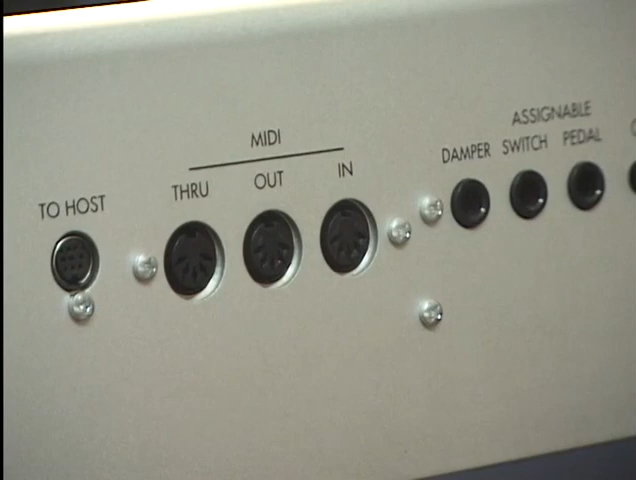 TO HOST
MIDI
THRU OUT IN
DAMPER
ASSIGNABLE
SWITCH PEDAL